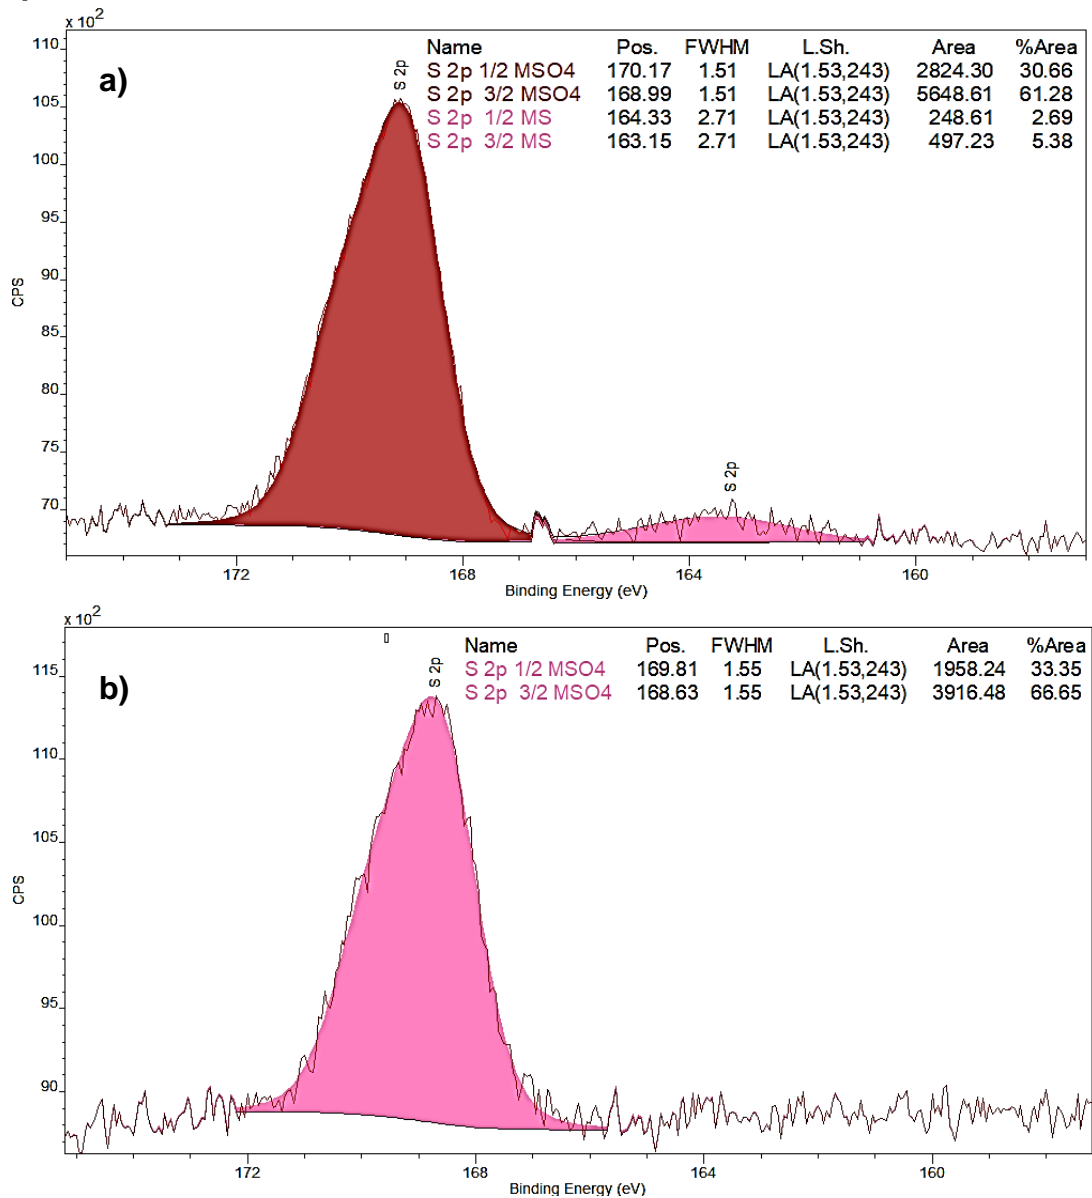 x 10²
a)
Name Pos. FWHM L.Sh. Area %Area
S 2p 1/2 MSO4 170.17 1.51 LA(1.53,243) 2824.30 30.66
S 2p 3/2 MSO4 168.99 1.51 LA(1.53,243) 5648.61 61.28
S 2p 1/2 MS 164.33 2.71 LA(1.53,243) 248.61 2.69
S 2p 3/2 MS 163.15 2.71 LA(1.53,243) 497.23 5.38
S 2p
S 2p
110
105
100
95
90
85
80
75
70
CPS
172 168 164 160
Binding Energy (eV)
x 10²
b)
Name Pos. FWHM L.Sh. Area %Area
S 2p 1/2 MSO4 169.81 1.55 LA(1.53,243) 1958.24 33.35
S 2p 3/2 MSO4 168.63 1.55 LA(1.53,243) 3916.48 66.65
S 2p
115
110
105
100
95
90
CPS
172 168 164 160
Binding Energy (eV)